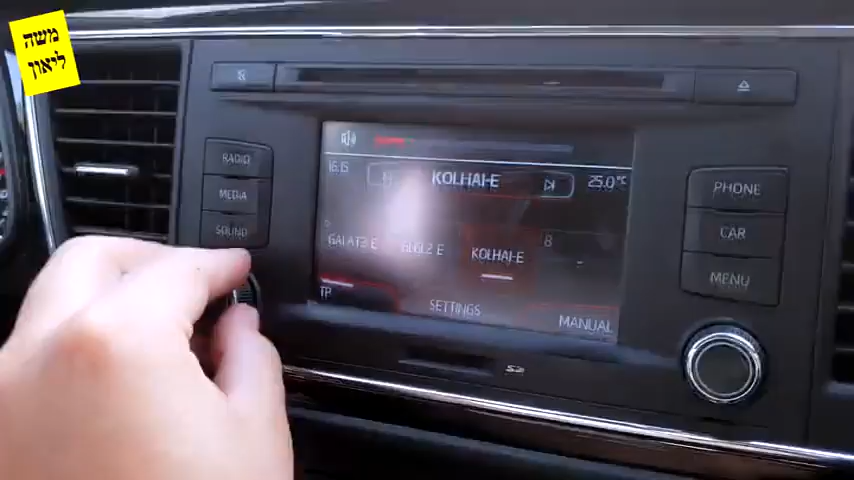 משה
ליאון
RADIO
MEDIA
SOUND
16:15
KOLHAI-E
25.0 °C
GALATZ E
GLGLZ E
KOLHAI-E
8
TP
SETTINGS
MANUAL
PHONE
CAR
MENU
SD